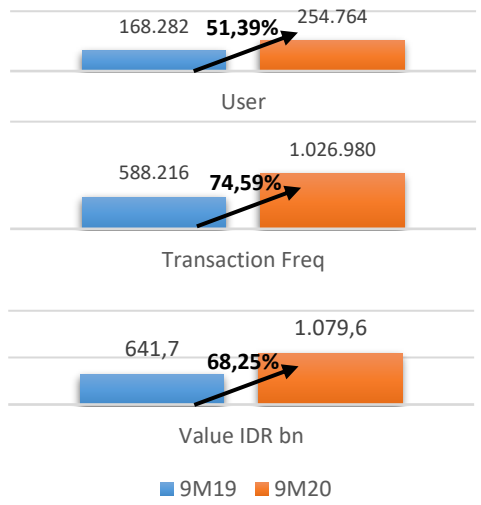 168.282 51,39% 254.764
User
588.216 74,59% 1.026.980
Transaction Freq
641,7 68,25% 1.079,6
Value IDR bn
9M19 9M20